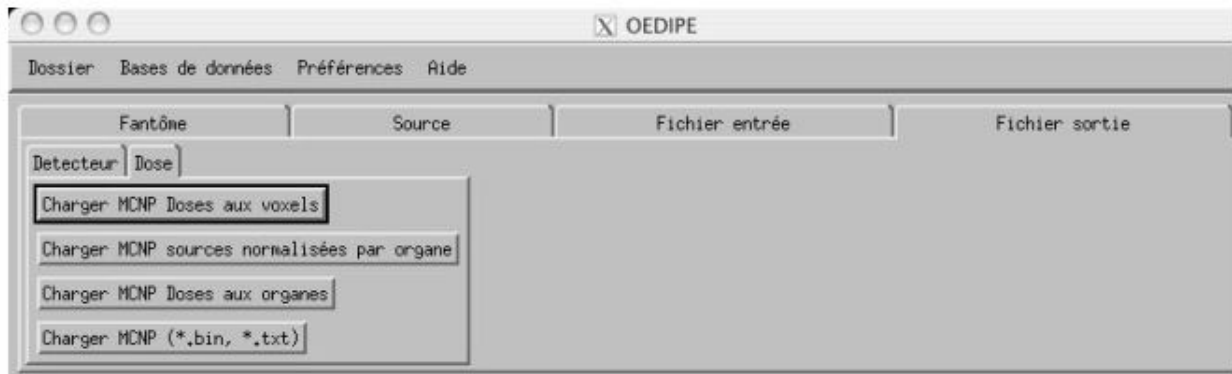 OEDIPE
Dossier Bases de données Préférences Aide
Fantôme Source Fichier entrée Fichier sortie
Detecteur Dose
Charger MCNP Doses aux voxels
Charger MCNP sources normalisées par organe
Charger MCNP Doses aux organes
Charger MCNP (*.bin, *.txt)